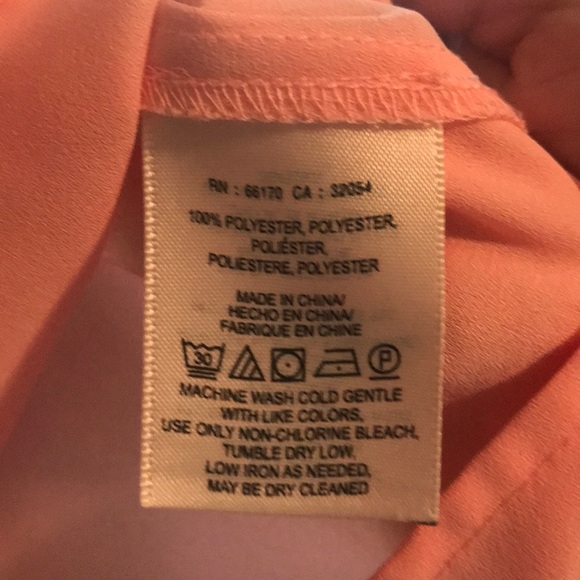 RN : 66170 CA : 32054
100% POLYESTER, POLYESTER,
POLIÉSTER,
POLIESTERE, POLYESTER
MADE IN CHINA/
HECHO EN CHINA/
FABRIQUE EN CHINE
30 P
MACHINE WASH COLD GENTLE
WITH LIKE COLORS,
USE ONLY NON-CHLORINE BLEACH,
TUMBLE DRY LOW,
LOW IRON AS NEEDED,
MAY BE DRY CLEANED